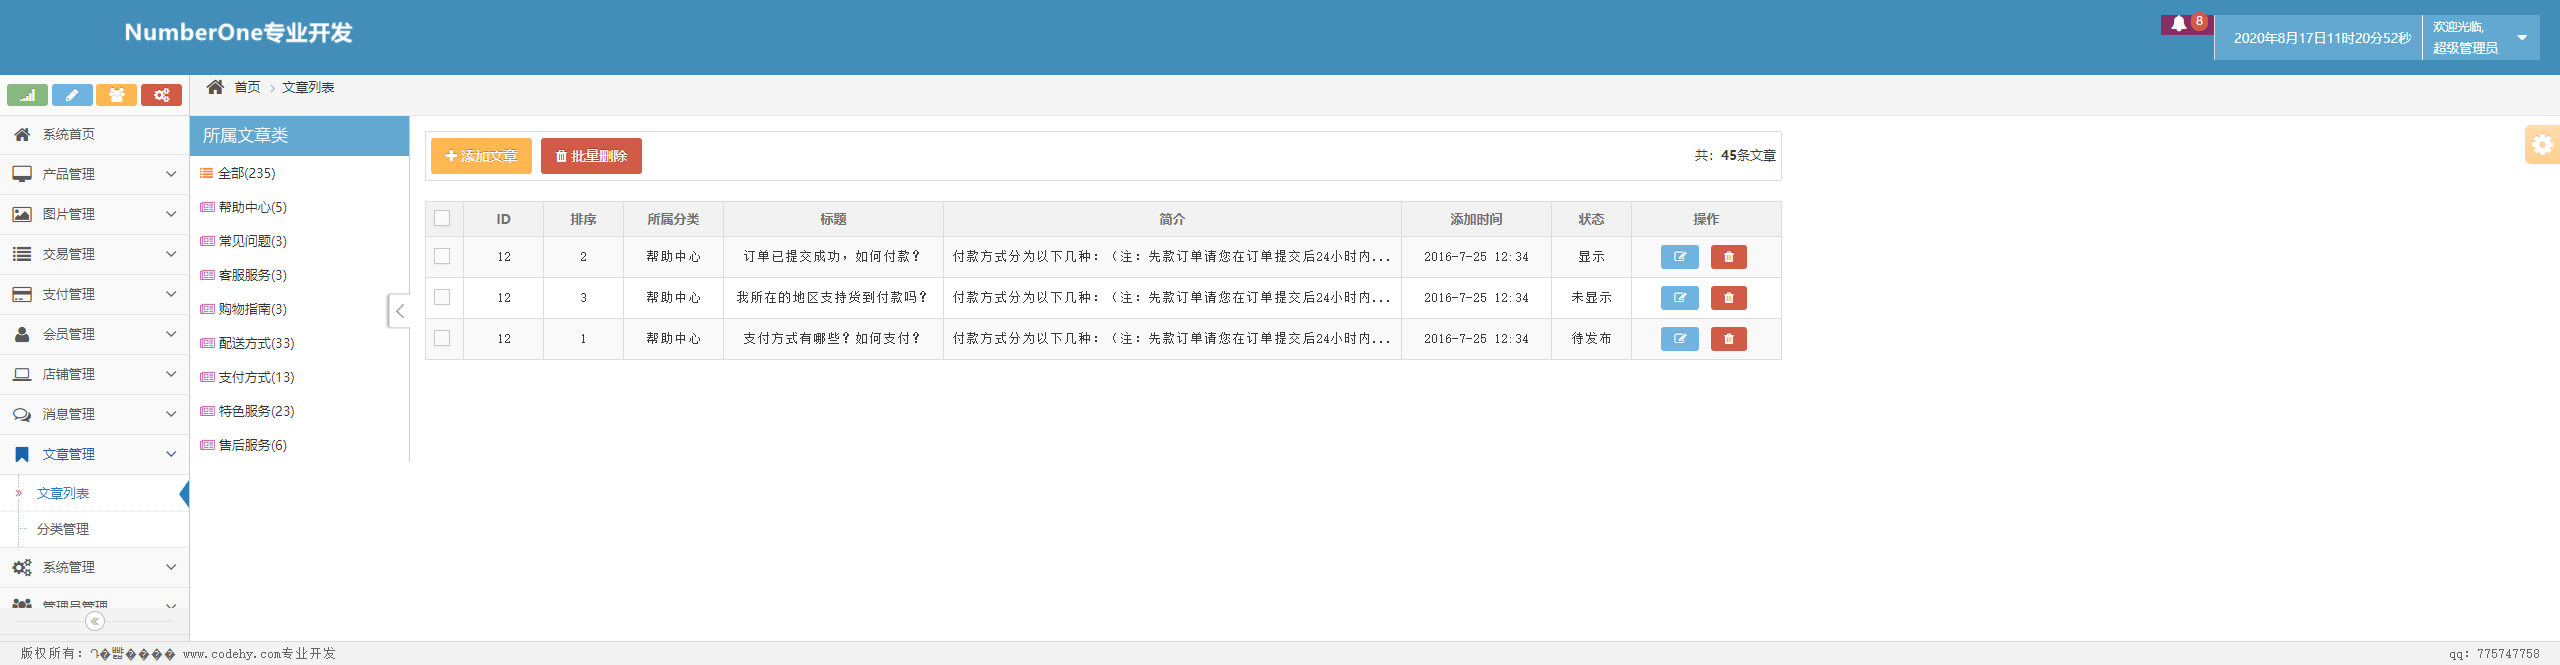 NumberOne专业开发
8
2020年8月17日11时20分52秒
欢迎光临,
超级管理员
首页
文章列表
系统首页
产品管理
图片管理
交易管理
支付管理
会员管理
店铺管理
消息管理
文章管理
文章列表
分类管理
系统管理
管理员管理
所属文章类
全部(235)
帮助中心(5)
常见问题(3)
客服服务(3)
购物指南(3)
配送方式(33)
支付方式(13)
特色服务(23)
售后服务(6)
添加文章 批量删除 共：45条文章
ID 排序 所属分类 标题 简介 添加时间 状态 操作
12 2 帮助中心 订单已提交成功，如何付款？ 付款方式分为以下几种：（注：先款订单请您在订单提交后24小时内... 2016-7-25 12:34 显示
12 3 帮助中心 我所在的地区支持货到付款吗？ 付款方式分为以下几种：（注：先款订单请您在订单提交后24小时内... 2016-7-25 12:34 未显示
12 1 帮助中心 支付方式有哪些？如何支付？ 付款方式分为以下几种：（注：先款订单请您在订单提交后24小时内... 2016-7-25 12:34 待发布
版权所有： www.codehy.com专业开发
qq: 775747758